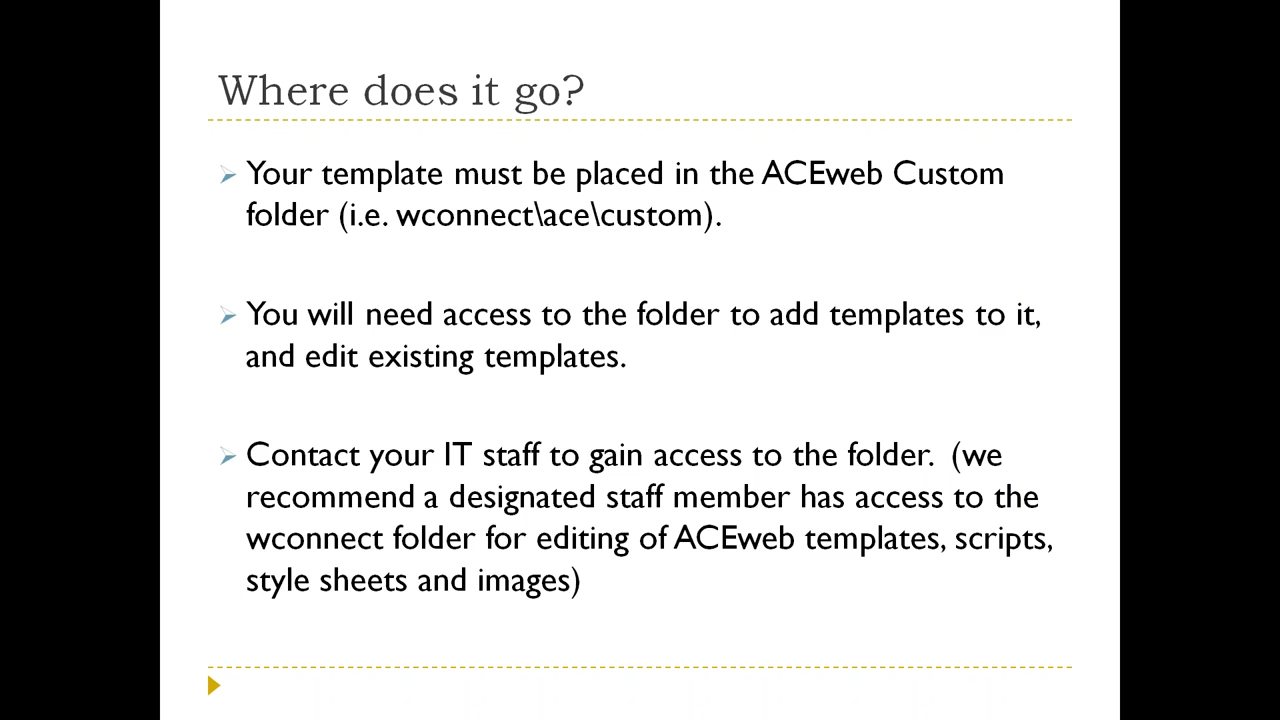 Where does it go?
Your template must be placed in the ACEweb Custom
folder (i.e. wconnect\ace\custom).
You will need access to the folder to add templates to it,
and edit existing templates.
Contact your IT staff to gain access to the folder.  (we
recommend a designated staff member has access to the
wconnect folder for editing of ACEweb templates, scripts,
style sheets and images)